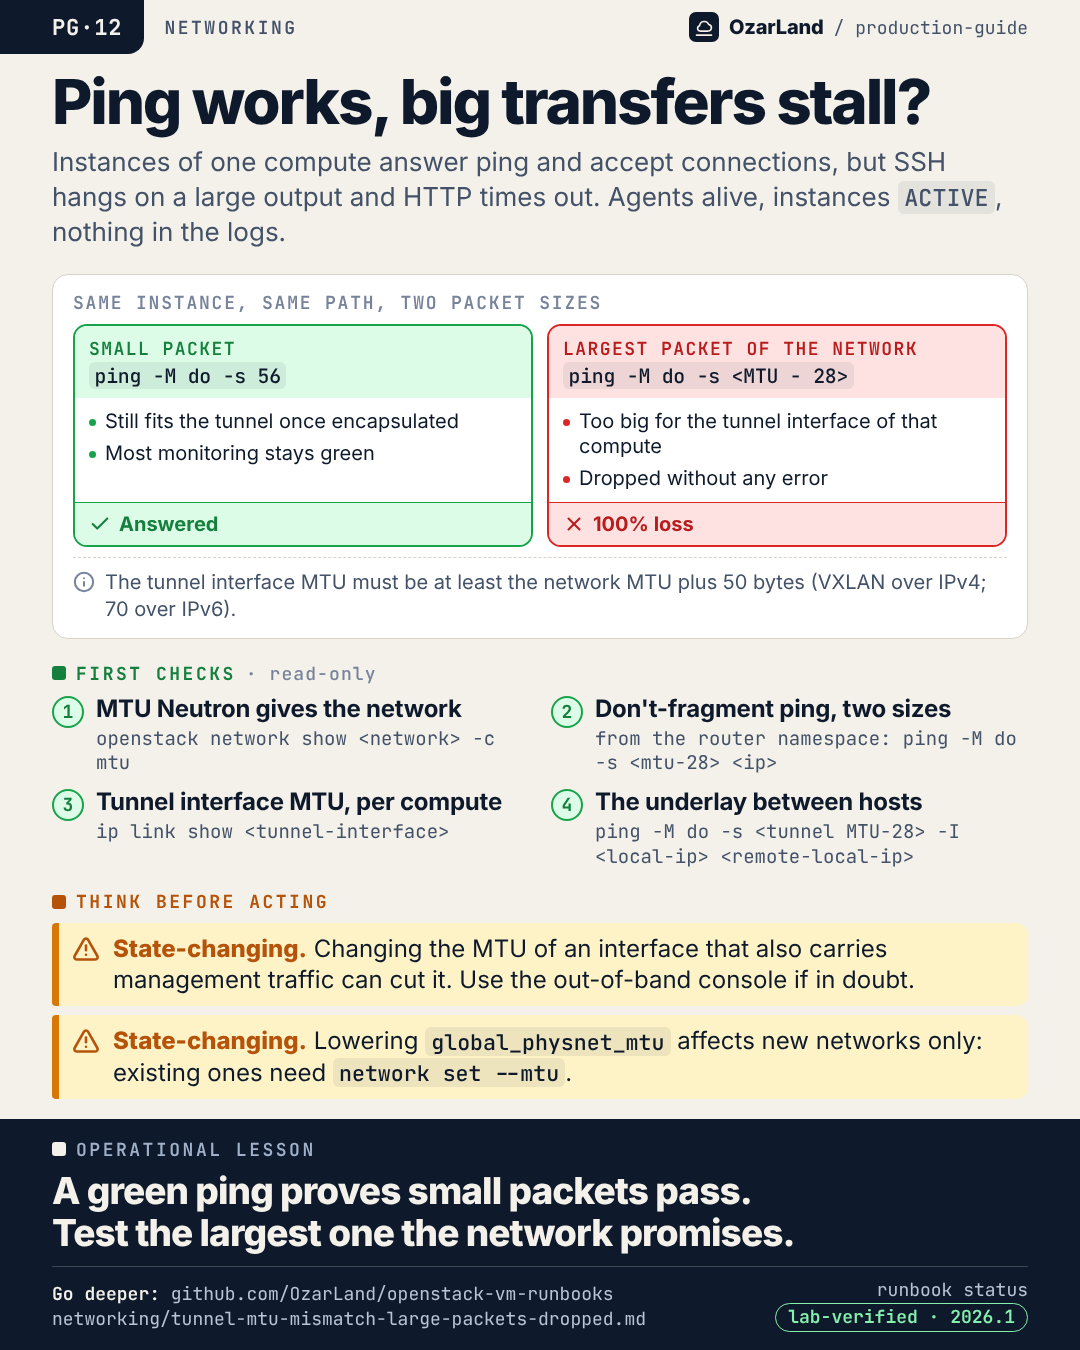 PG·12 NETWORKING
OzarLand / production-guide
Ping works, big transfers stall?
Instances of one compute answer ping and accept connections, but SSH
hangs on a large output and HTTP times out. Agents alive, instances ACTIVE,
nothing in the logs.
SAME INSTANCE, SAME PATH, TWO PACKET SIZES
SMALL PACKET
ping -M do -s 56
Still fits the tunnel once encapsulated
Most monitoring stays green
Answered
LARGEST PACKET OF THE NETWORK
ping -M do -s <MTU - 28>
Too big for the tunnel interface of that
compute
Dropped without any error
100% loss
The tunnel interface MTU must be at least the network MTU plus 50 bytes (VXLAN over IPv4;
70 over IPv6).
FIRST CHECKS · read-only
1 MTU Neutron gives the network
openstack network show <network> -c
mtu
2 Don't-fragment ping, two sizes
from the router namespace: ping -M do
-s <mtu-28> <ip>
3 Tunnel interface MTU, per compute
ip link show <tunnel-interface>
4 The underlay between hosts
ping -M do -s <tunnel MTU-28> -I
<local-ip> <remote-local-ip>
THINK BEFORE ACTING
State-changing. Changing the MTU of an interface that also carries
management traffic can cut it. Use the out-of-band console if in doubt.
State-changing. Lowering global_physnet_mtu affects new networks only:
existing ones need network set --mtu.
OPERATIONAL LESSON
A green ping proves small packets pass.
Test the largest one the network promises.
Go deeper: github.com/OzarLand/openstack-vm-runbooks
networking/tunnel-mtu-mismatch-large-packets-dropped.md
runbook status
lab-verified · 2026.1